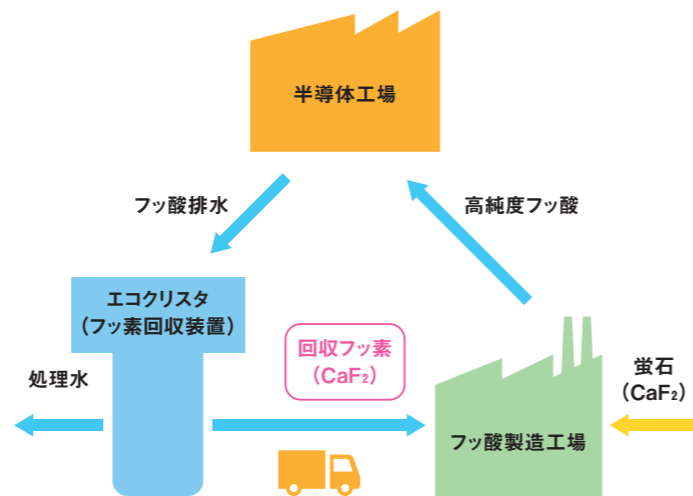 半導体工場
フッ酸排水
高純度フッ酸
エコクリスタ
（フッ素回収装置）
回収フッ素
（CaF₂）
処理水
蛍石
（CaF₂）
フッ酸製造工場